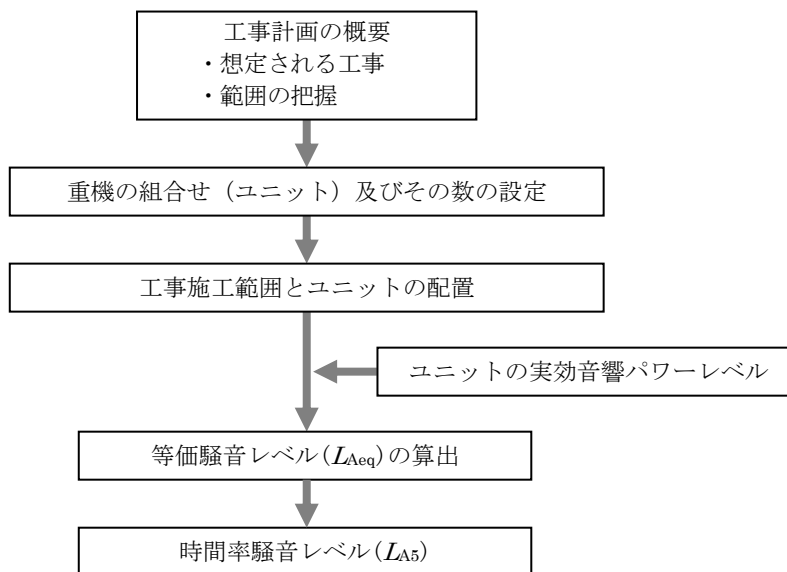 工事計画の概要
・想定される工事
・範囲の把握
重機の組合せ（ユニット）及びその数の設定
工事施工範囲とユニットの配置
ユニットの実効音響パワーレベル
等価騒音レベル(LAeq)の算出
時間率騒音レベル(LA5)